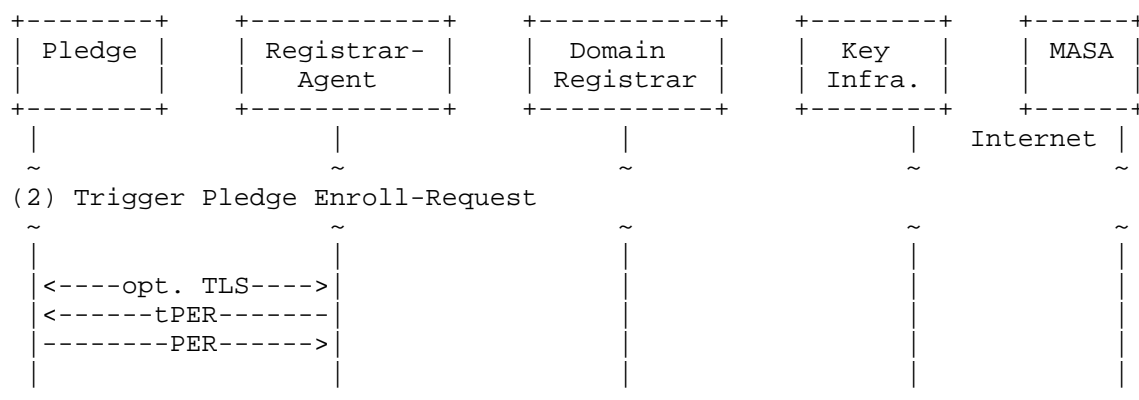 Pledge Registrar- Domain Key MASA
Agent Registrar Infra.
Internet
(2) Trigger Pledge Enroll-Request
<----opt. TLS---->
<------tPER-------
--------PER------>